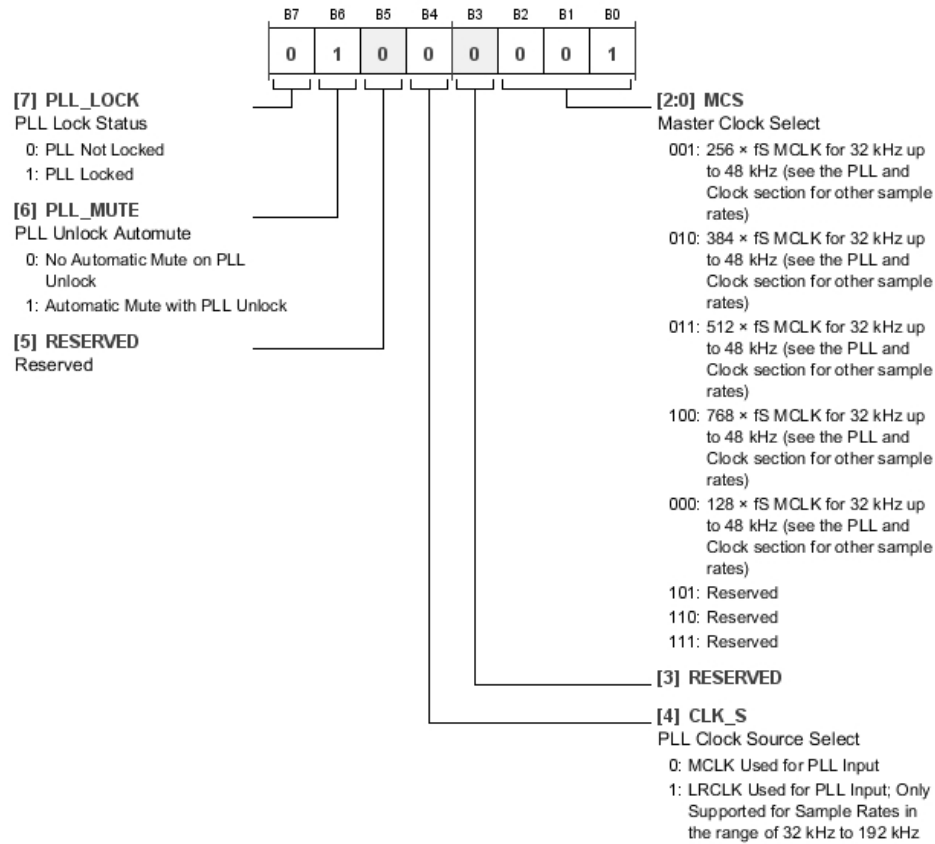 B7 B6 B5 B4 B3 B2 B1 B0
0 1 0 0 0 0 0 1
[7] PLL_LOCK
PLL Lock Status
0: PLL Not Locked
1: PLL Locked
[6] PLL_MUTE
PLL Unlock Automute
0: No Automatic Mute on PLL
Unlock
1: Automatic Mute with PLL Unlock
[5] RESERVED
Reserved
[2:0] MCS
Master Clock Select
001: 256 × fS MCLK for 32 kHz up
to 48 kHz (see the PLL and
Clock section for other sample
rates)
010: 384 × fS MCLK for 32 kHz up
to 48 kHz (see the PLL and
Clock section for other sample
rates)
011: 512 × fS MCLK for 32 kHz up
to 48 kHz (see the PLL and
Clock section for other sample
rates)
100: 768 × fS MCLK for 32 kHz up
to 48 kHz (see the PLL and
Clock section for other sample
rates)
000: 128 × fS MCLK for 32 kHz up
to 48 kHz (see the PLL and
Clock section for other sample
rates)
101: Reserved
110: Reserved
111: Reserved
[3] RESERVED
[4] CLK_S
PLL Clock Source Select
0: MCLK Used for PLL Input
1: LRCLK Used for PLL Input; Only
Supported for Sample Rates in
the range of 32 kHz to 192 kHz